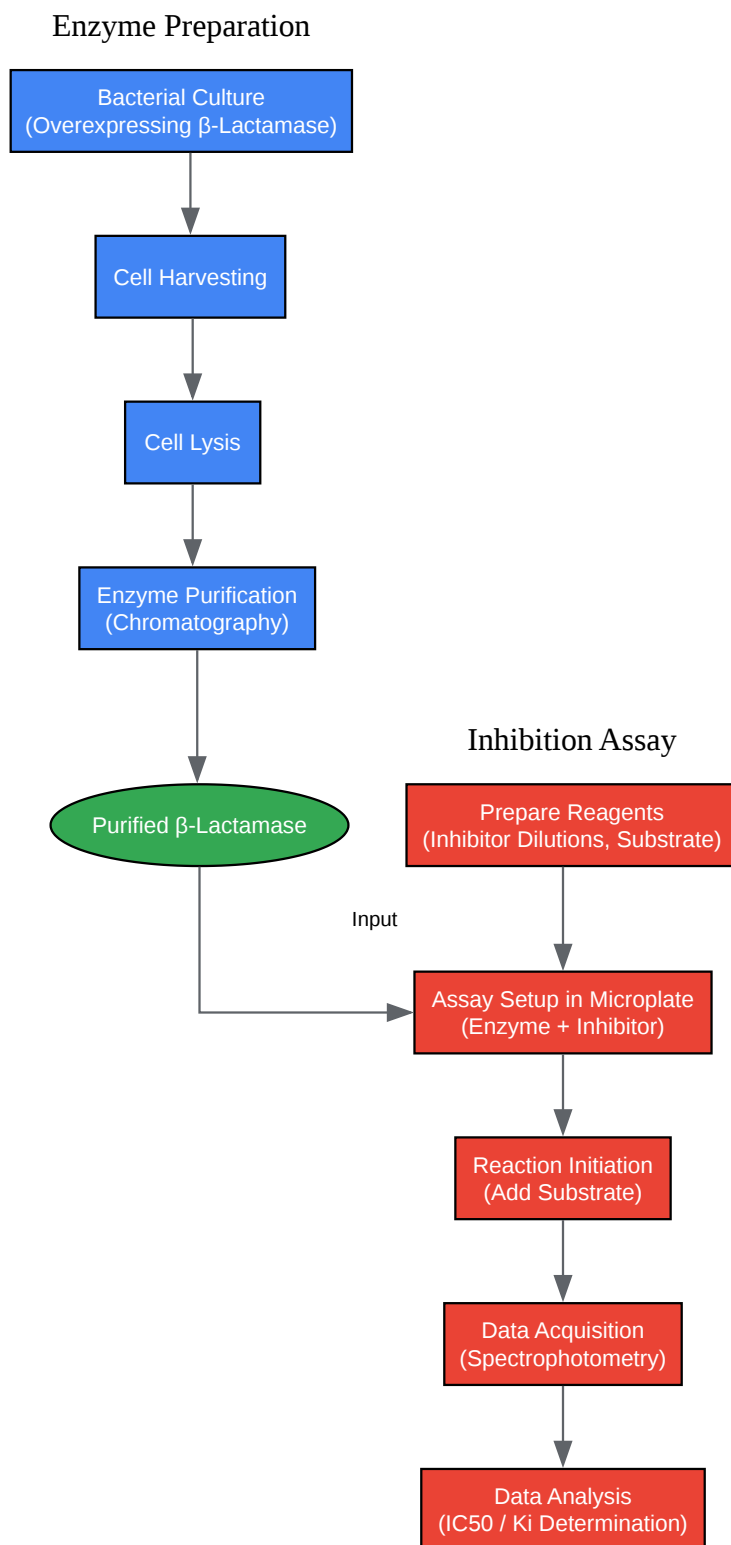 Enzyme Preparation
Bacterial Culture
(Overexpressing β-Lactamase)
Cell Harvesting
Cell Lysis
Enzyme Purification
(Chromatography)
Purified β-Lactamase
Inhibition Assay
Prepare Reagents
(Inhibitor Dilutions, Substrate)
Input
Assay Setup in Microplate
(Enzyme + Inhibitor)
Reaction Initiation
(Add Substrate)
Data Acquisition
(Spectrophotometry)
Data Analysis
(IC50 / Ki Determination)